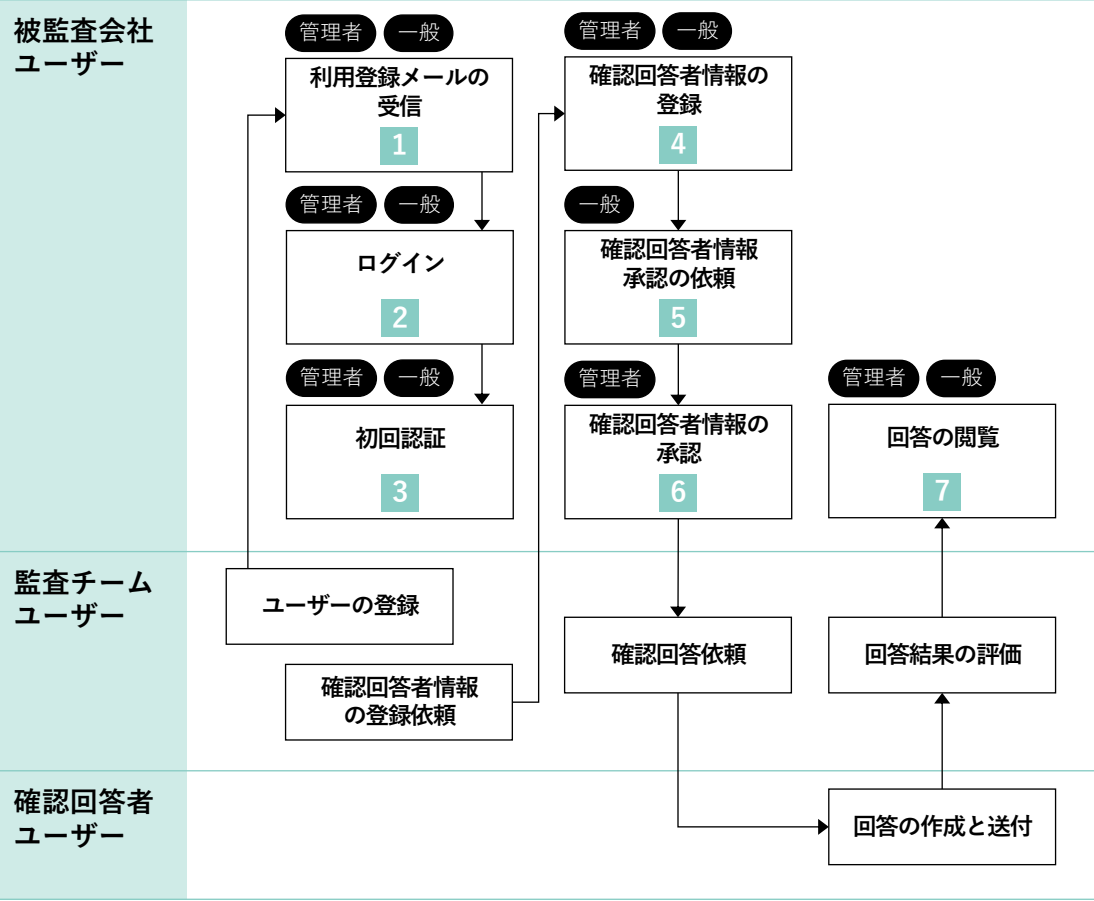 被監査会社
ユーザー
管理者 一般
利用登録メールの
受信
1
管理者 一般
ログイン
2
管理者 一般
初回認証
3
管理者 一般
確認回答者情報の
登録
4
一般
確認回答者情報
承認の依頼
5
管理者
確認回答者情報の
承認
6
管理者 一般
回答の閲覧
7
監査チーム
ユーザー
ユーザーの登録
確認回答者情報
の登録依頼
確認回答依頼
回答結果の評価
確認回答者
ユーザー
回答の作成と送付